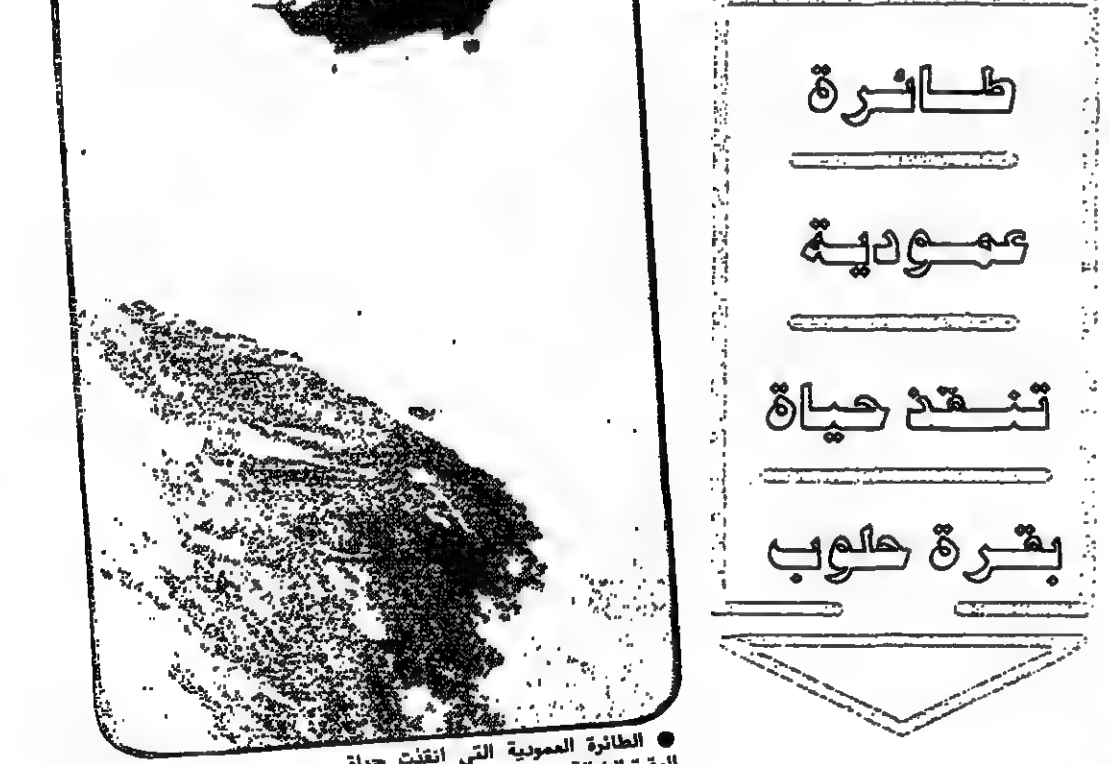 طائرة
عمودية
تنقذ حياة
بقرة حلوب
● الطائرة العمودية التي انقذت حياة